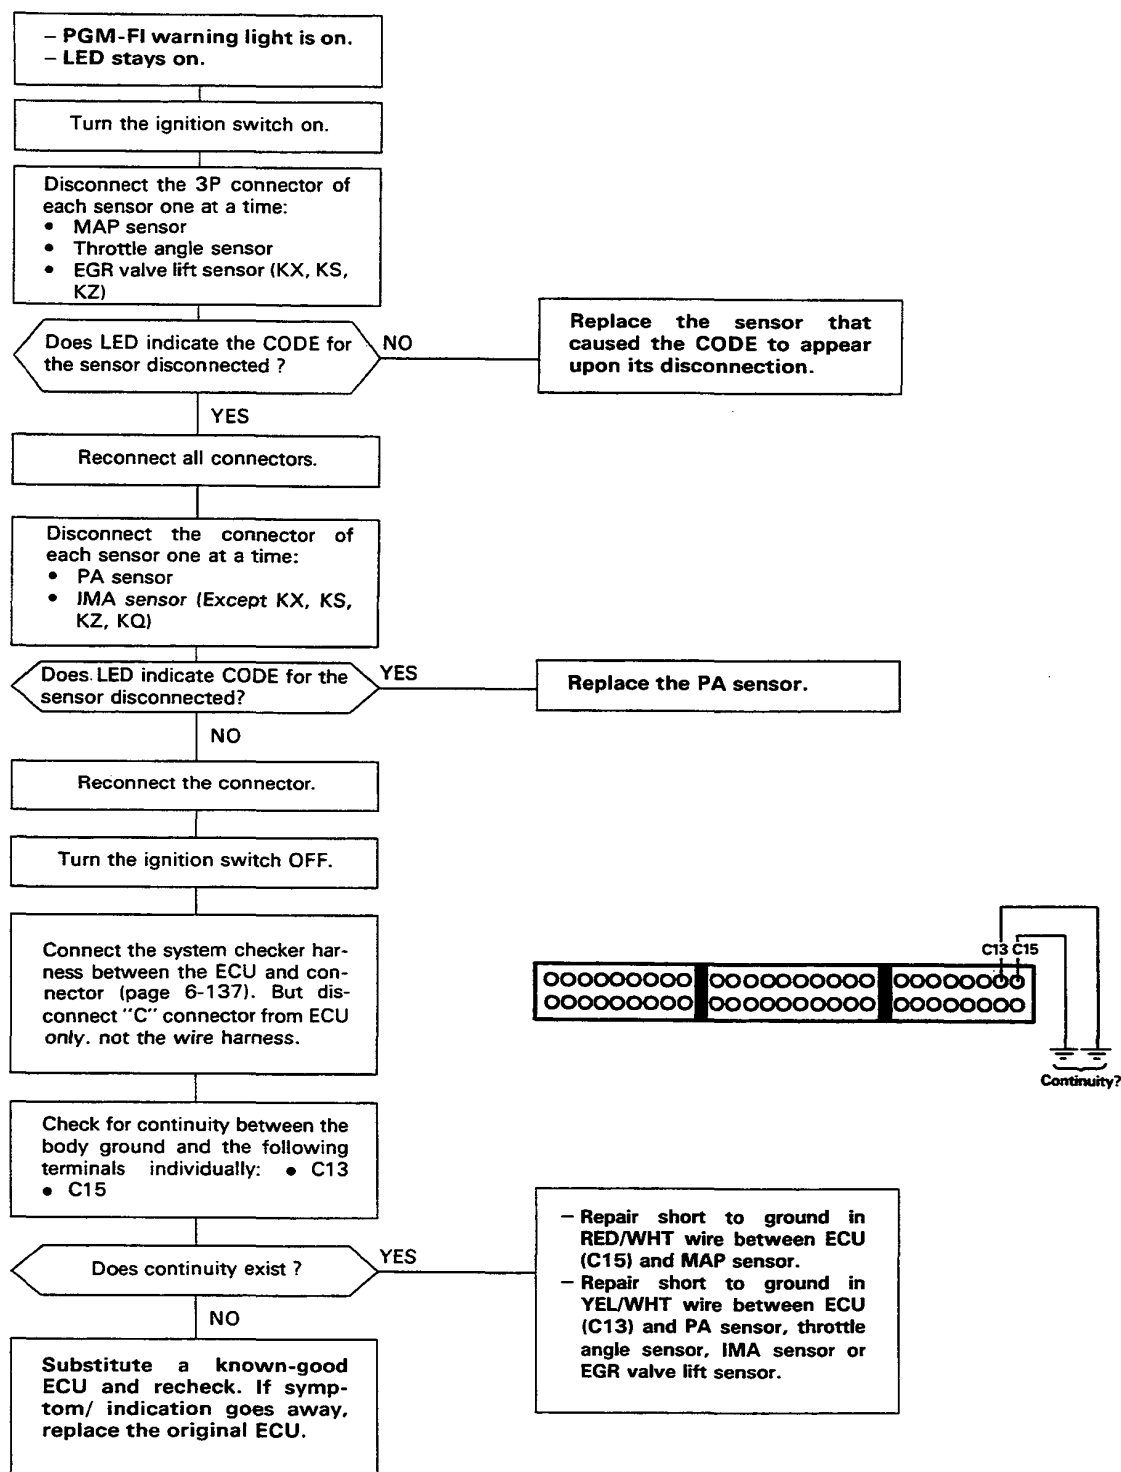 – PGM-FI warning light is on.
– LED stays on.
Turn the ignition switch on.
Disconnect the 3P connector of
each sensor one at a time:
• MAP sensor
• Throttle angle sensor
• EGR valve lift sensor (KX, KS,
KZ)
Does LED indicate the CODE for
the sensor disconnected ?
NO
Replace the sensor that
caused the CODE to appear
upon its disconnection.
YES
Reconnect all connectors.
Disconnect the connector of
each sensor one at a time:
• PA sensor
• IMA sensor (Except KX, KS,
KZ, KQ)
Does LED indicate CODE for the
sensor disconnected?
YES
Replace the PA sensor.
NO
Reconnect the connector.
Turn the ignition switch OFF.
Connect the system checker har-
ness between the ECU and con-
nector (page 6-137). But dis-
connect "C" connector from ECU
only. not the wire harness.
C13 C15
Continuity?
Check for continuity between the
body ground and the following
terminals individually: • C13
• C15
Does continuity exist ?
YES
– Repair short to ground in
RED/WHT wire between ECU
(C15) and MAP sensor.
– Repair short to ground in
YEL/WHT wire between ECU
(C13) and PA sensor, throttle
angle sensor, IMA sensor or
EGR valve lift sensor.
NO
Substitute a known-good
ECU and recheck. If symp-
tom/ indication goes away,
replace the original ECU.